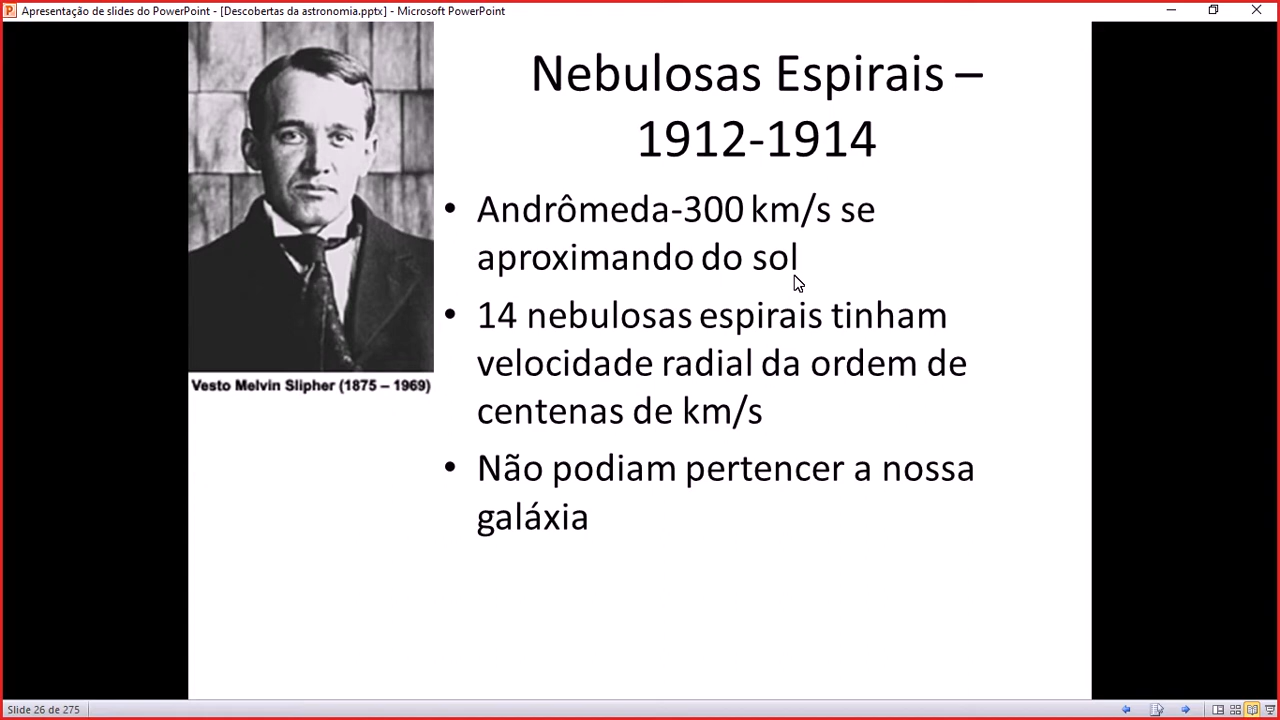 Apresentação de slides do PowerPoint - [Descobertas da astronomia.pptx] - Microsoft PowerPoint
Nebulosas Espirais –
1912-1914
• Andrômeda-300 km/s se
aproximando do sol
• 14 nebulosas espirais tinham
velocidade radial da ordem de
centenas de km/s
• Não podiam pertencer a nossa
galáxia
Vesto Melvin Slipher (1875 – 1969)
Slide 26 de 275